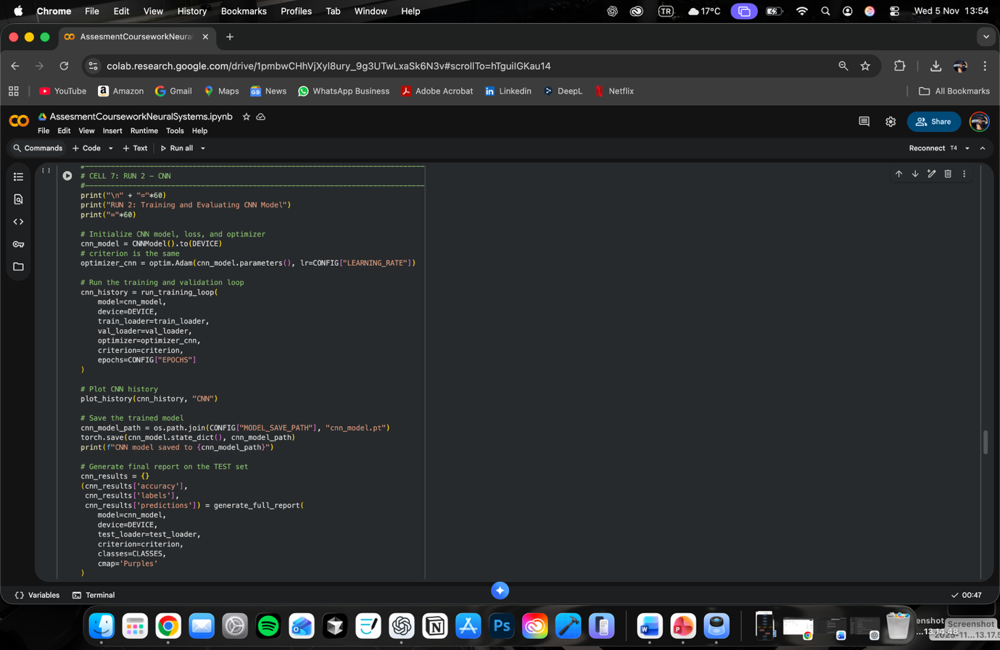 Chrome File Edit View History Bookmarks Profiles Tab Window Help TR 17°C Wed 5 Nov 13:54
AssesmentCourseworkNeural
colab.research.google.com/drive/1pmbwCHhVjXyl8ury_9g3UTwLxaSk6N3v#scrollTo=hTguiIGKau14
YouTube Amazon Gmail Maps News WhatsApp Business Adobe Acrobat Linkedin DeepL Netflix All Bookmarks
AssesmentCourseworkNeuralSystems.ipynb
File Edit View Insert Runtime Tools Help
Share
Commands + Code + Text Run all Reconnect T4
[ ]
# CELL 7: RUN 2 – CNN
print("\n" + "="*60)
print("RUN 2: Training and Evaluating CNN Model")
print("="*60)
# Initialize CNN model, loss, and optimizer
cnn_model = CNNModel().to(DEVICE)
# criterion is the same
optimizer_cnn = optim.Adam(cnn_model.parameters(), lr=CONFIG["LEARNING_RATE"])
# Run the training and validation loop
cnn_history = run_training_loop(
model=cnn_model,
device=DEVICE,
train_loader=train_loader,
val_loader=val_loader,
optimizer=optimizer_cnn,
criterion=criterion,
epochs=CONFIG["EPOCHS"]
)
# Plot CNN history
plot_history(cnn_history, "CNN")
# Save the trained model
cnn_model_path = os.path.join(CONFIG["MODEL_SAVE_PATH"], "cnn_model.pt")
torch.save(cnn_model.state_dict(), cnn_model_path)
print(f"CNN model saved to {cnn_model_path}")
# Generate final report on the TEST set
cnn_results = {}
(cnn_results['accuracy'],
cnn_results['labels'],
cnn_results['predictions']) = generate_full_report(
model=cnn_model,
device=DEVICE,
test_loader=test_loader,
criterion=criterion,
classes=CLASSES,
cmap='Purples'
)
Variables Terminal 00:47
Ps
enshot
...13.14.48
Screenshot
2025-11...13.17.5